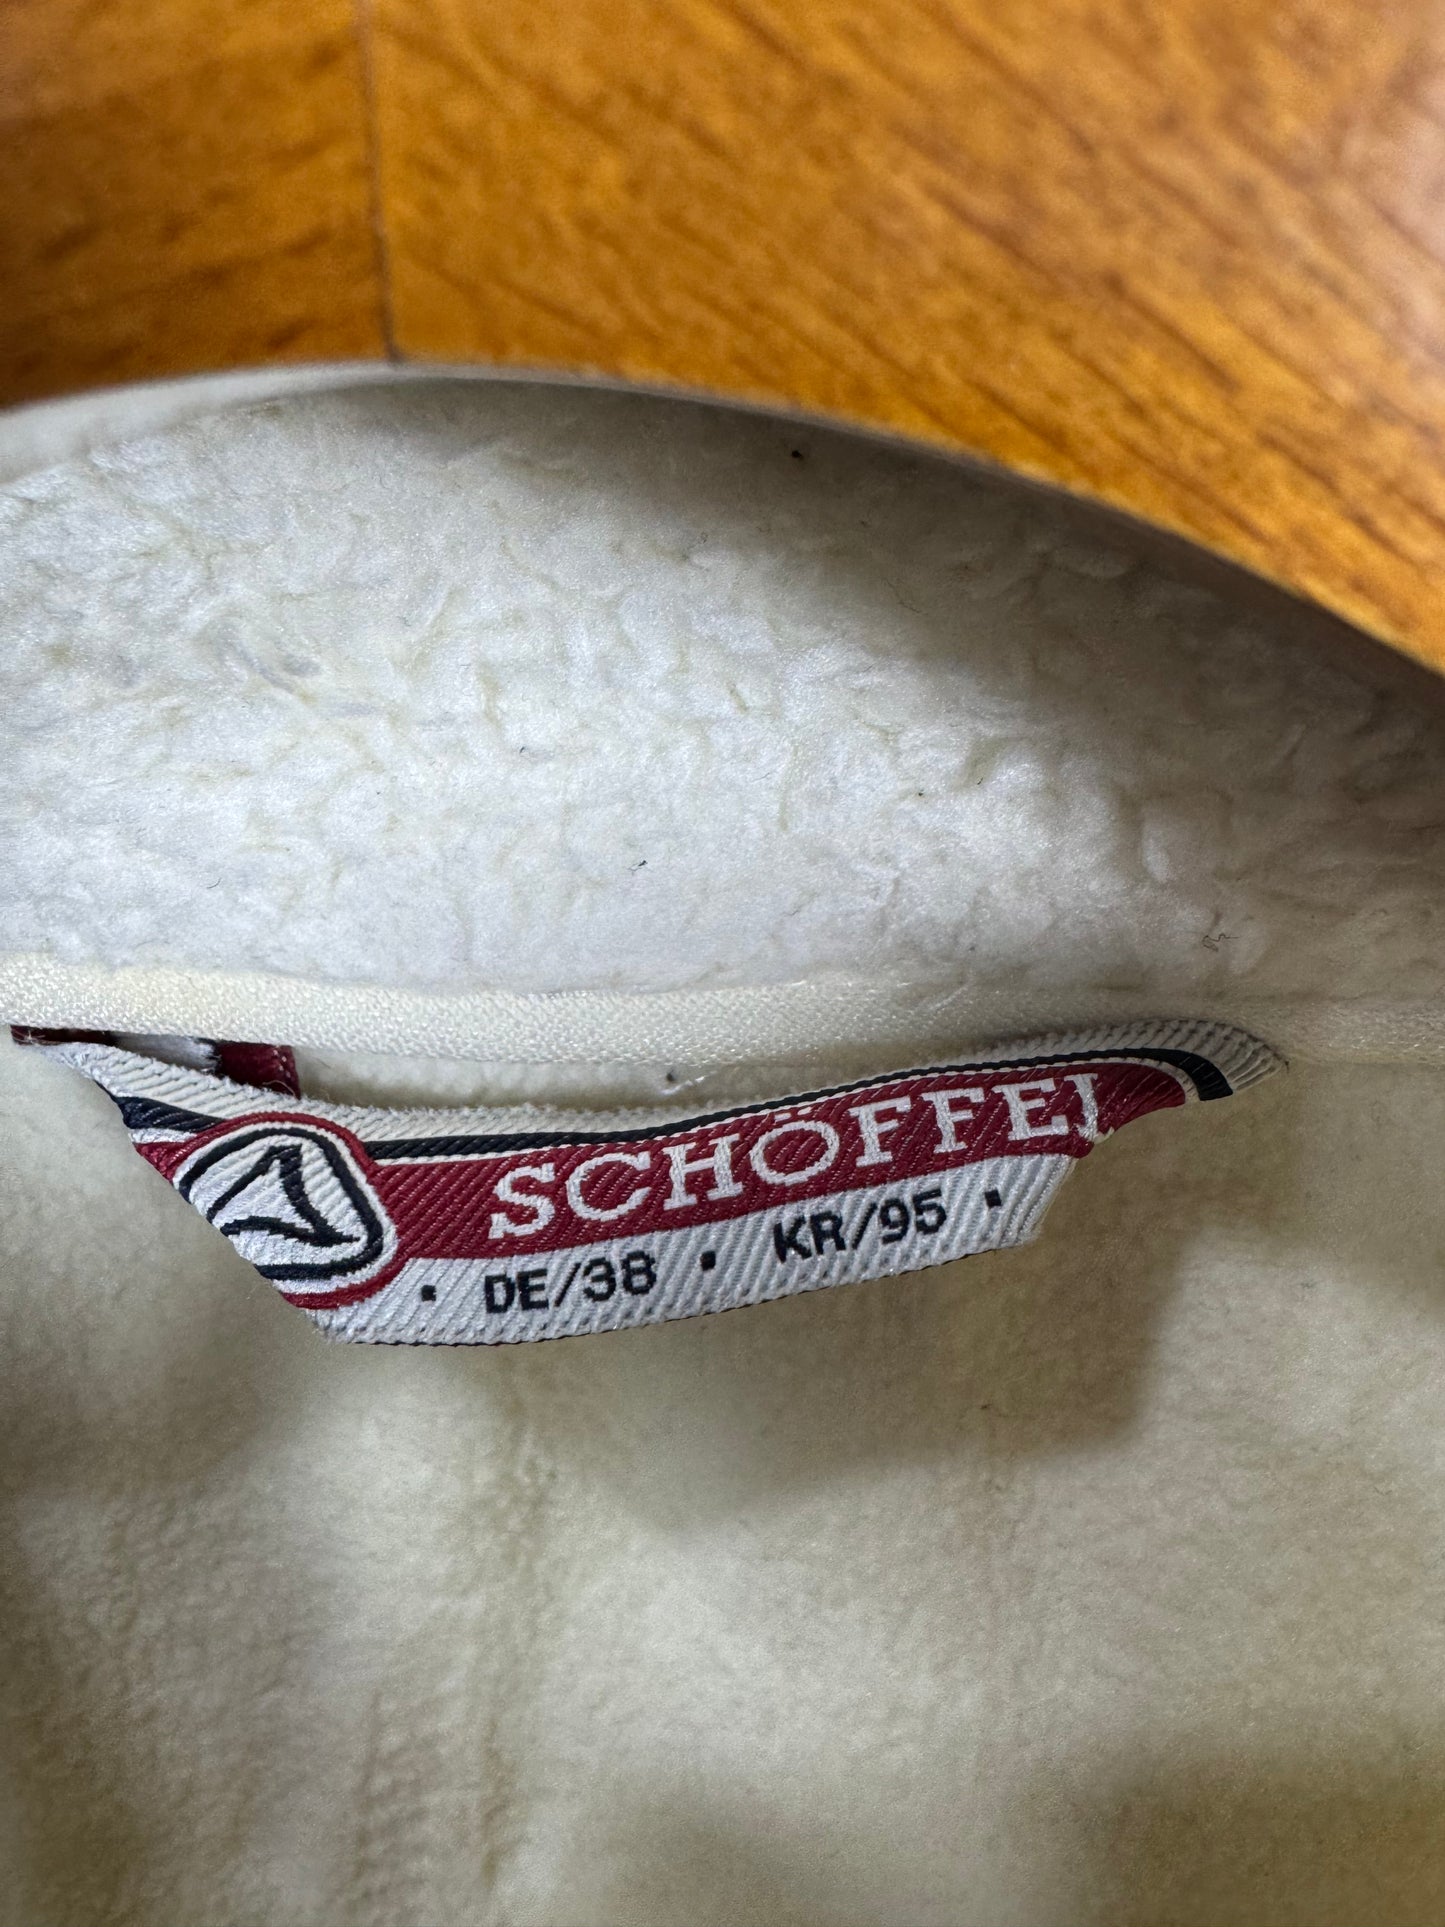 SCHÖFFEL
· DE/38 · KR/95 ·